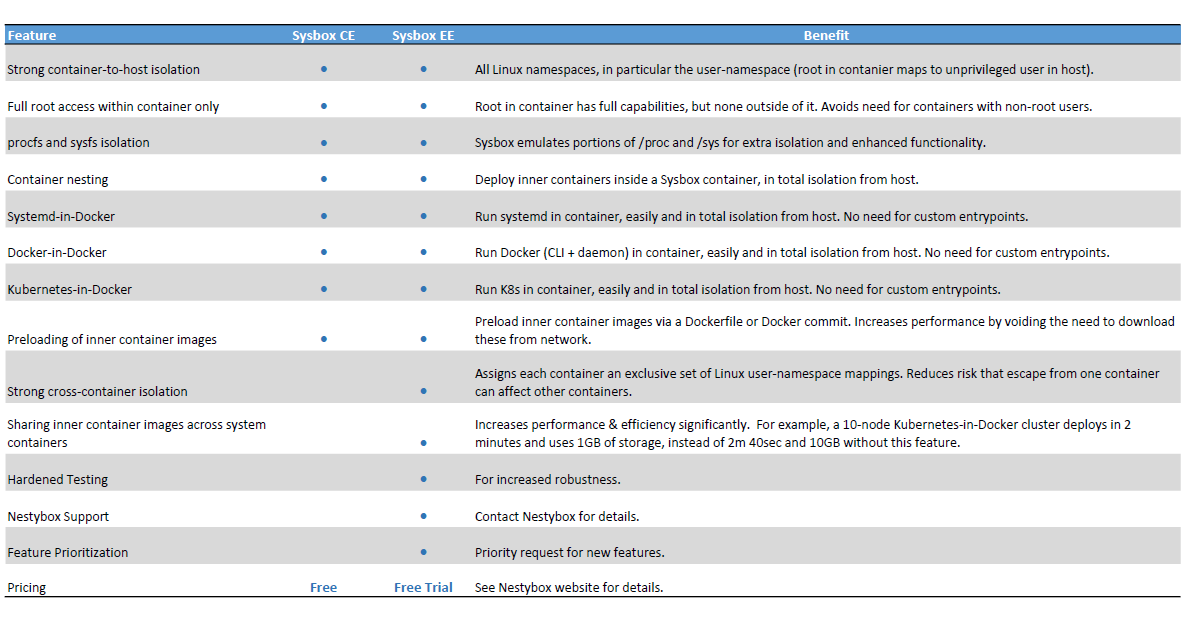 Feature Sysbox CE Sysbox EE Benefit
Strong container-to-host isolation ● ● All Linux namespaces, in particular the user-namespace (root in contanier maps to unprivileged user in host).
Full root access within container only ● ● Root in container has full capabilities, but none outside of it. Avoids need for containers with non-root users.
procfs and sysfs isolation ● ● Sysbox emulates portions of /proc and /sys for extra isolation and enhanced functionality.
Container nesting ● ● Deploy inner containers inside a Sysbox container, in total isolation from host.
Systemd-in-Docker ● ● Run systemd in container, easily and in total isolation from host. No need for custom entrypoints.
Docker-in-Docker ● ● Run Docker (CLI + daemon) in container, easily and in total isolation from host. No need for custom entrypoints.
Kubernetes-in-Docker ● ● Run K8s in container, easily and in total isolation from host. No need for custom entrypoints.
Preload inner container images via a Dockerfile or Docker commit. Increases performance by voiding the need to download
Preloading of inner container images ● ● these from network.
Assigns each container an exclusive set of Linux user-namespace mappings. Reduces risk that escape from one container
Strong cross-container isolation ● can affect other containers.
Sharing inner container images across system Increases performance & efficiency significantly. For example, a 10-node Kubernetes-in-Docker cluster deploys in 2
containers ● minutes and uses 1GB of storage, instead of 2m 40sec and 10GB without this feature.
Hardened Testing ● For increased robustness.
Nestybox Support ● Contact Nestybox for details.
Feature Prioritization ● Priority request for new features.
Pricing Free Free Trial See Nestybox website for details.